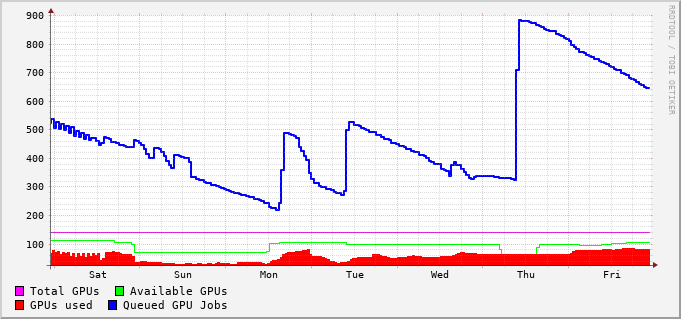 900
800
700
600
500
400
300
200
100
Sat Sun Mon Tue Wed Thu Fri
Total GPUs Available GPUs
GPUs used Queued GPU Jobs
RRDTOOL / TOBI OETIKER